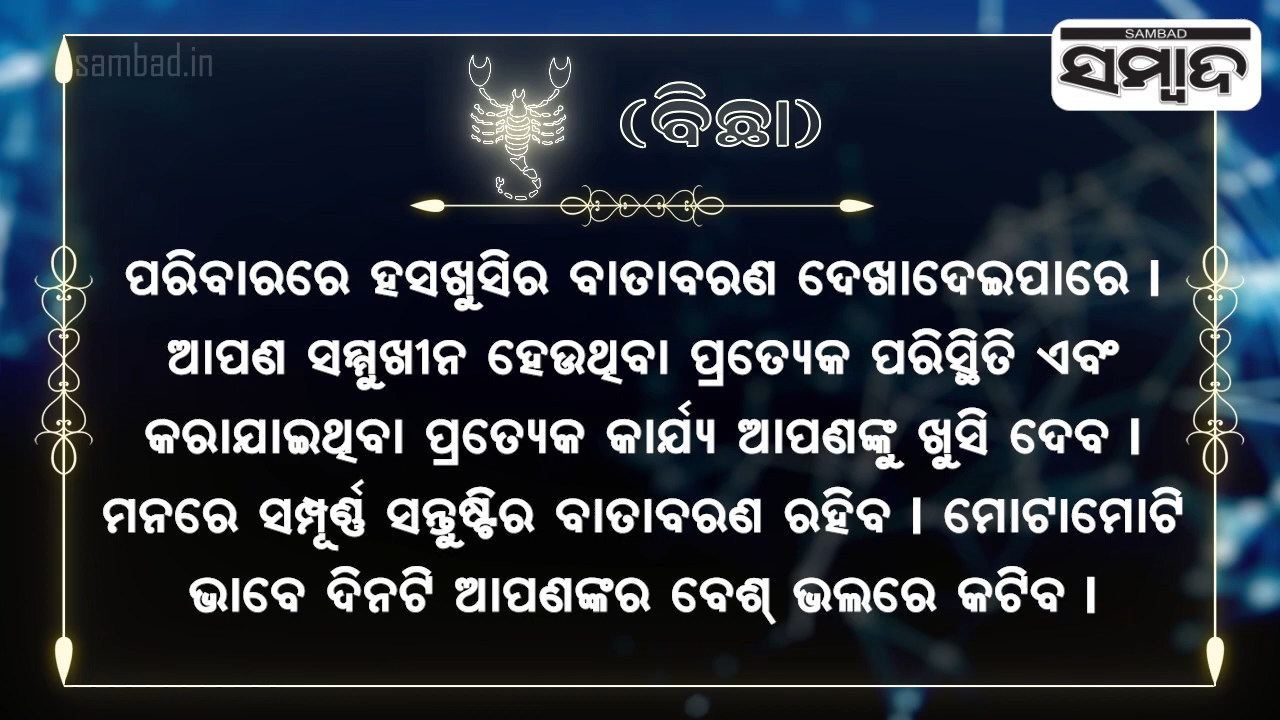 sambad.in
SAMBAD
ସମ୍ବାଦ
(ବିଛା)
ପରିବାରରେ ହସଖୁସିର ବାତାବରଣ ଦେଖାଦେଇପାରେ ।
ଆପଣ ସମ୍ମୁଖୀନ ହେଉଥିବା ପ୍ରତ୍ୟେକ ପରିସ୍ଥିତି ଏବଂ
କରାଯାଇଥିବା ପ୍ରତ୍ୟେକ କାର୍ଯ୍ୟ ଆପଣଙ୍କୁ ଖୁସି ଦେବ ।
ମନରେ ସମ୍ପୂର୍ଣ୍ଣ ସନ୍ତୁଷ୍ଟିର ବାତାବରଣ ରହିବ । ମୋଟାମୋଟି
ଭାବେ ଦିନଟି ଆପଣଙ୍କର ବେଶ୍ ଭଲରେ କଟିବ ।